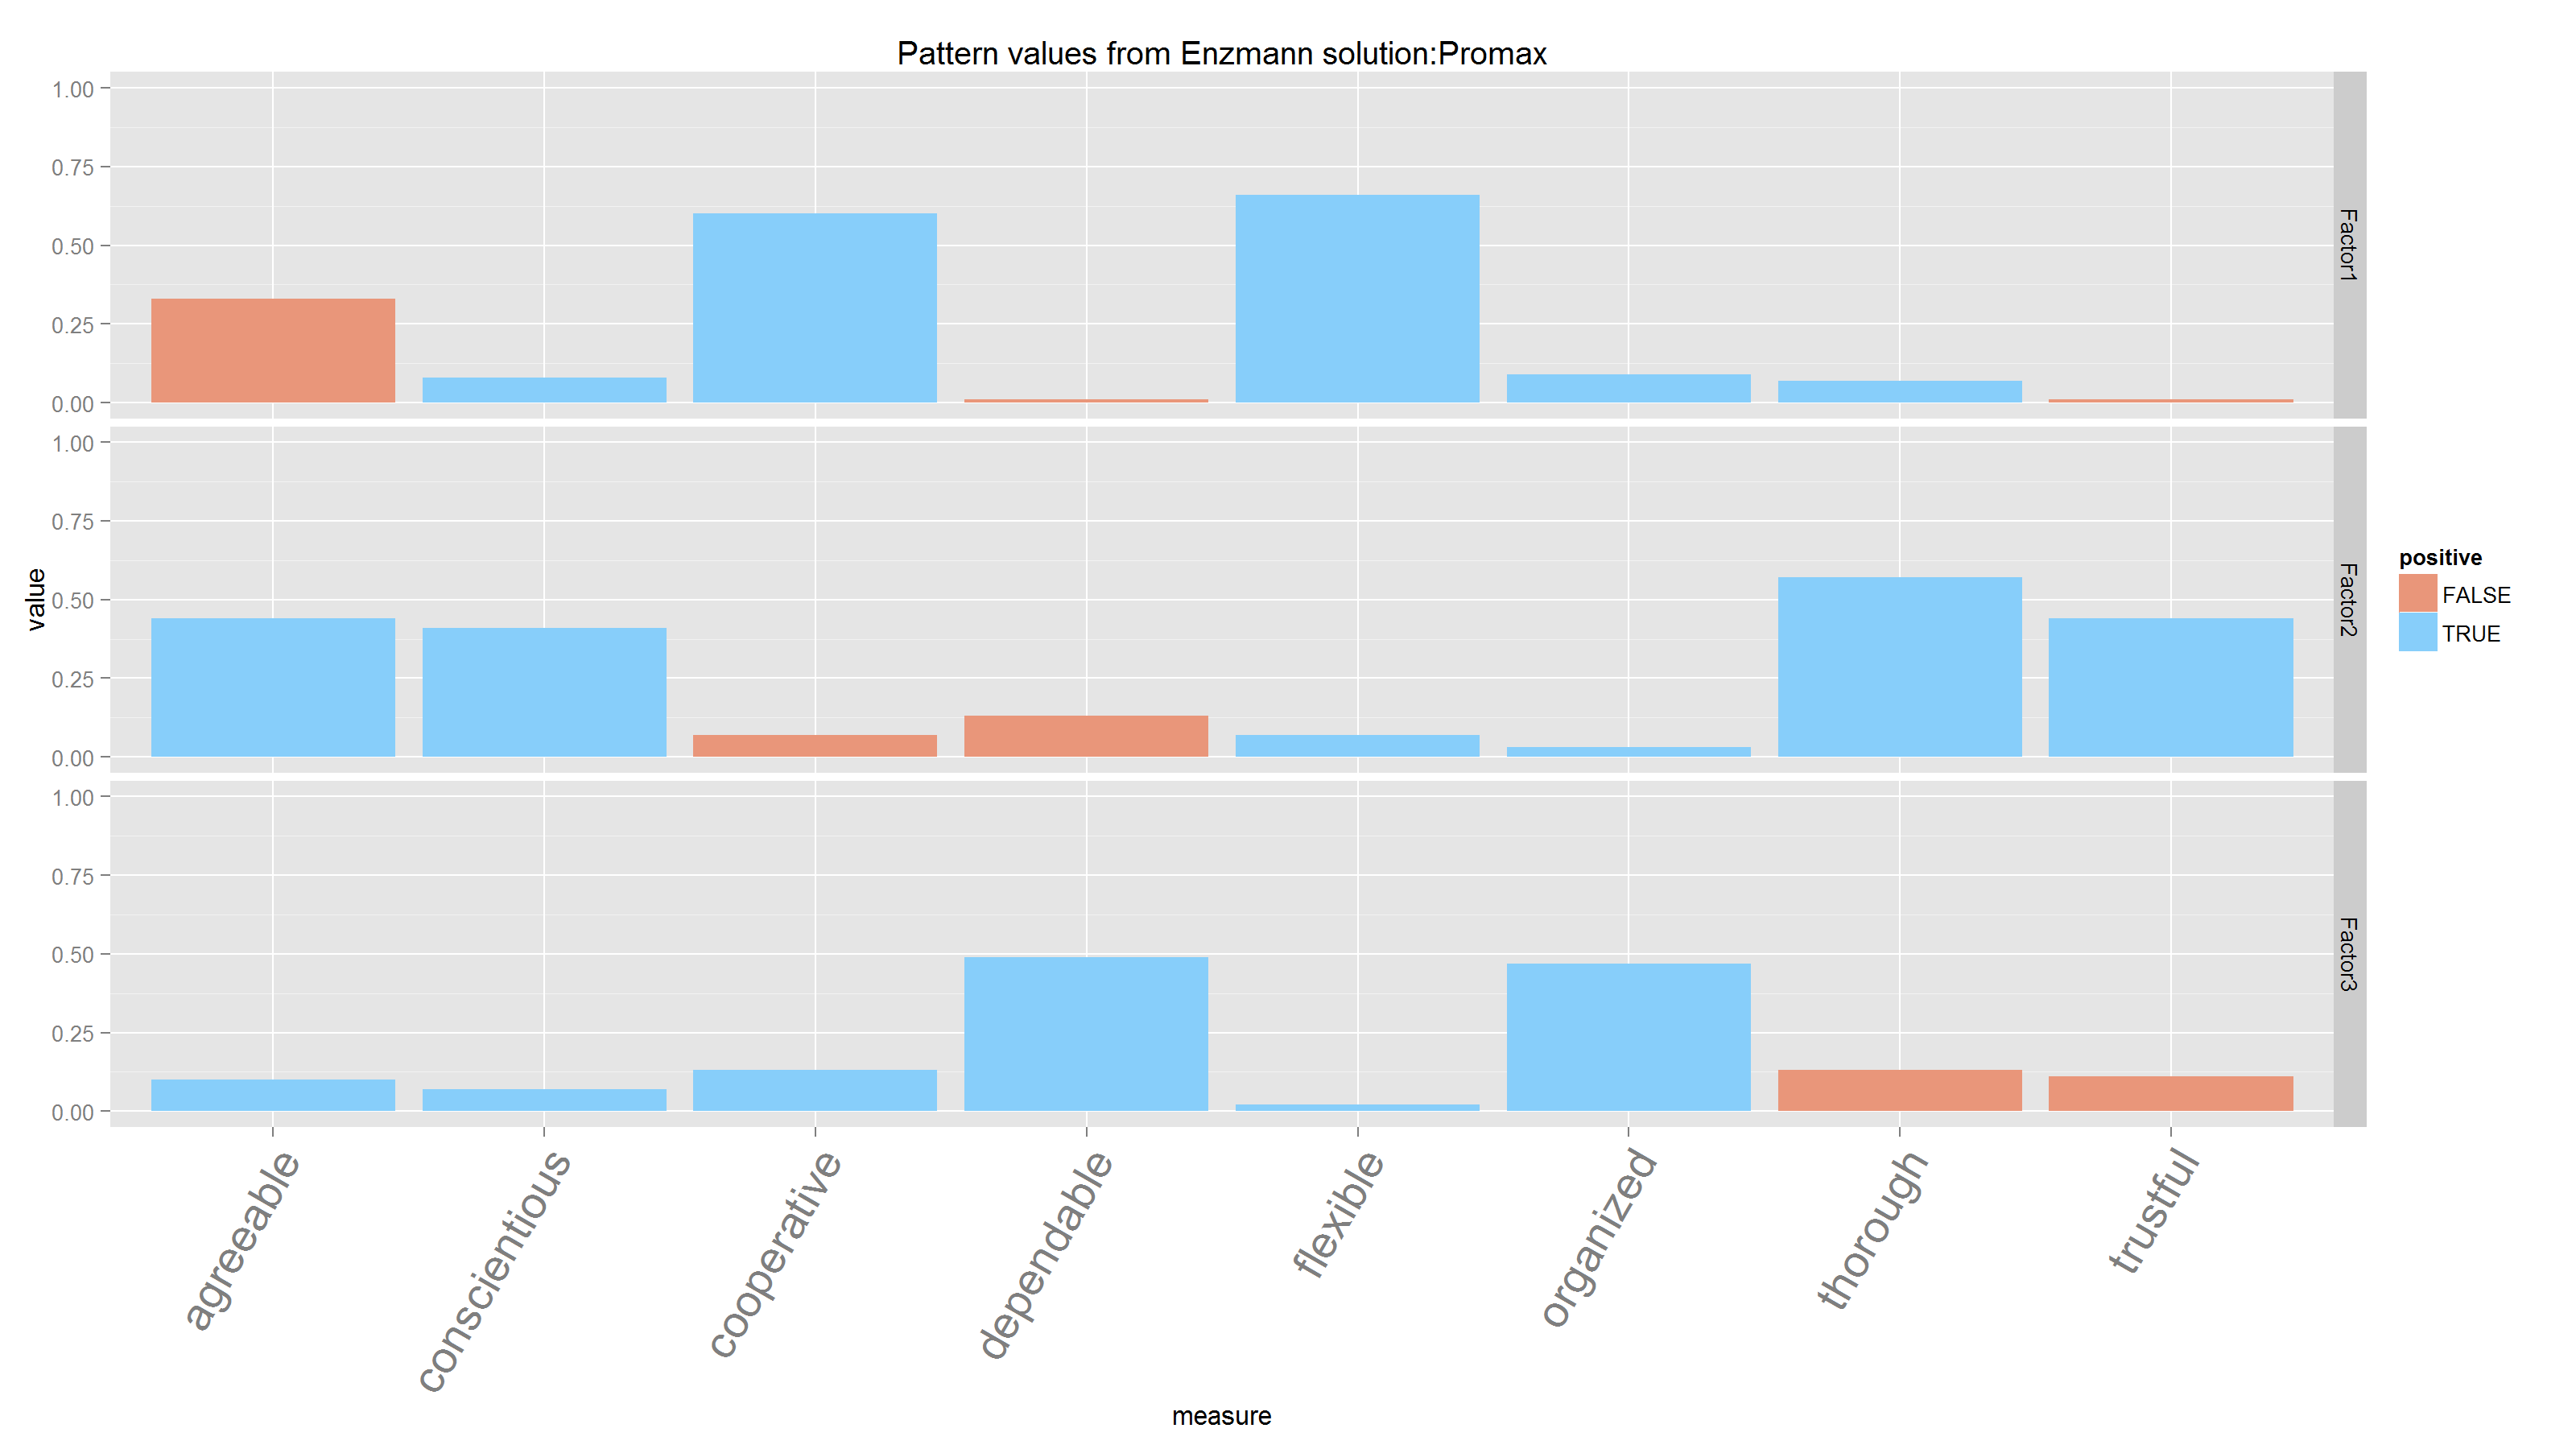 Pattern values from Enzmann solution:Promax
value
1.00
0.75
0.50
0.25
0.00
Factor1
1.00
0.75
0.50
0.25
0.00
Factor2
1.00
0.75
0.50
0.25
0.00
Factor3
agreeable
conscientious
cooperative
dependable
flexible
organized
thorough
trustful
measure
positive
FALSE
TRUE